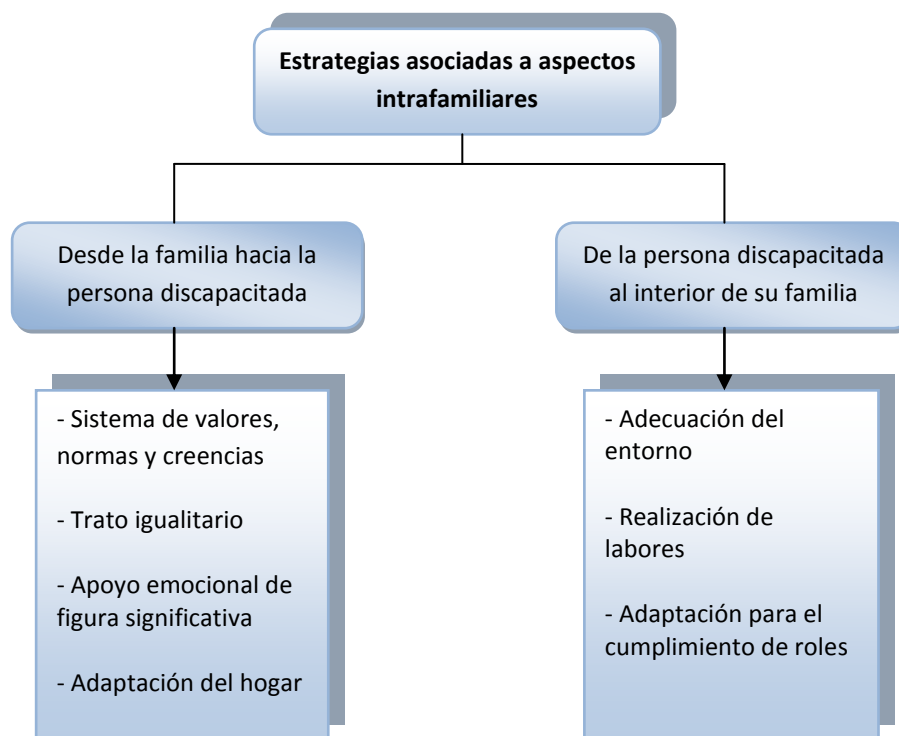 Estrategias asociadas a aspectos
intrafamiliares
Desde la familia hacia la
persona discapacitada
De la persona discapacitada
al interior de su familia
- Sistema de valores,
normas y creencias
- Trato igualitario
- Apoyo emocional de
figura significativa
- Adaptación del hogar
- Adecuación del
entorno
- Realización de
labores
- Adaptación para el
cumplimiento de roles